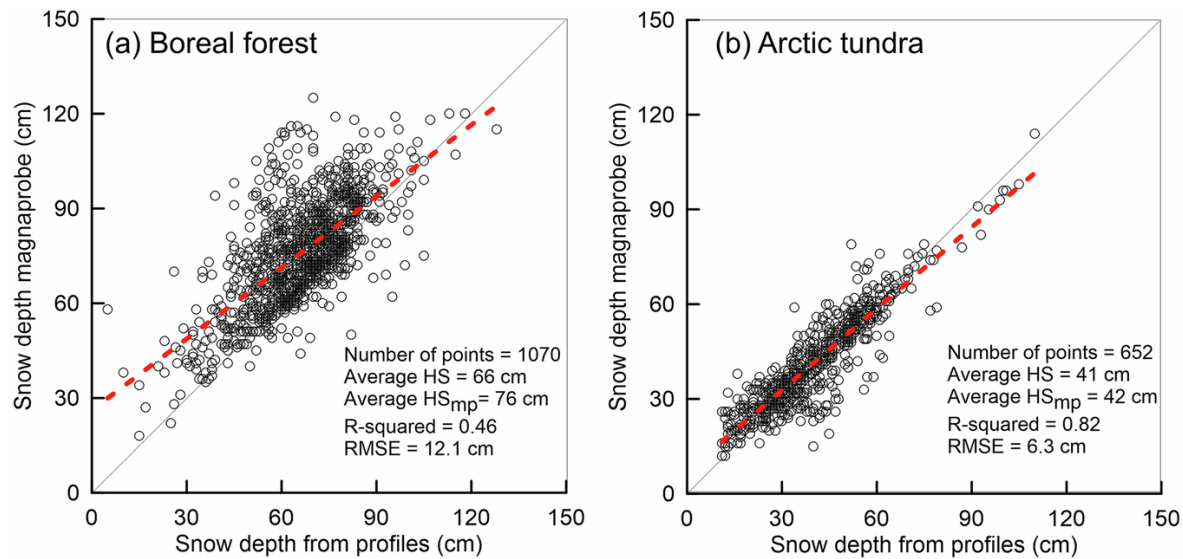 (a) Boreal forest
Snow depth magnaprobe (cm)
150
120
90
60
30
0
Number of points = 1070
Average HS = 66 cm
Average HSmp= 76 cm
R-squared = 0.46
RMSE = 12.1 cm
0 30 60 90 120 150
Snow depth from profiles (cm)
(b) Arctic tundra
Snow depth magnaprobe (cm)
150
120
90
60
30
0
Number of points = 652
Average HS = 41 cm
Average HSmp = 42 cm
R-squared = 0.82
RMSE = 6.3 cm
0 30 60 90 120 150
Snow depth from profiles (cm)